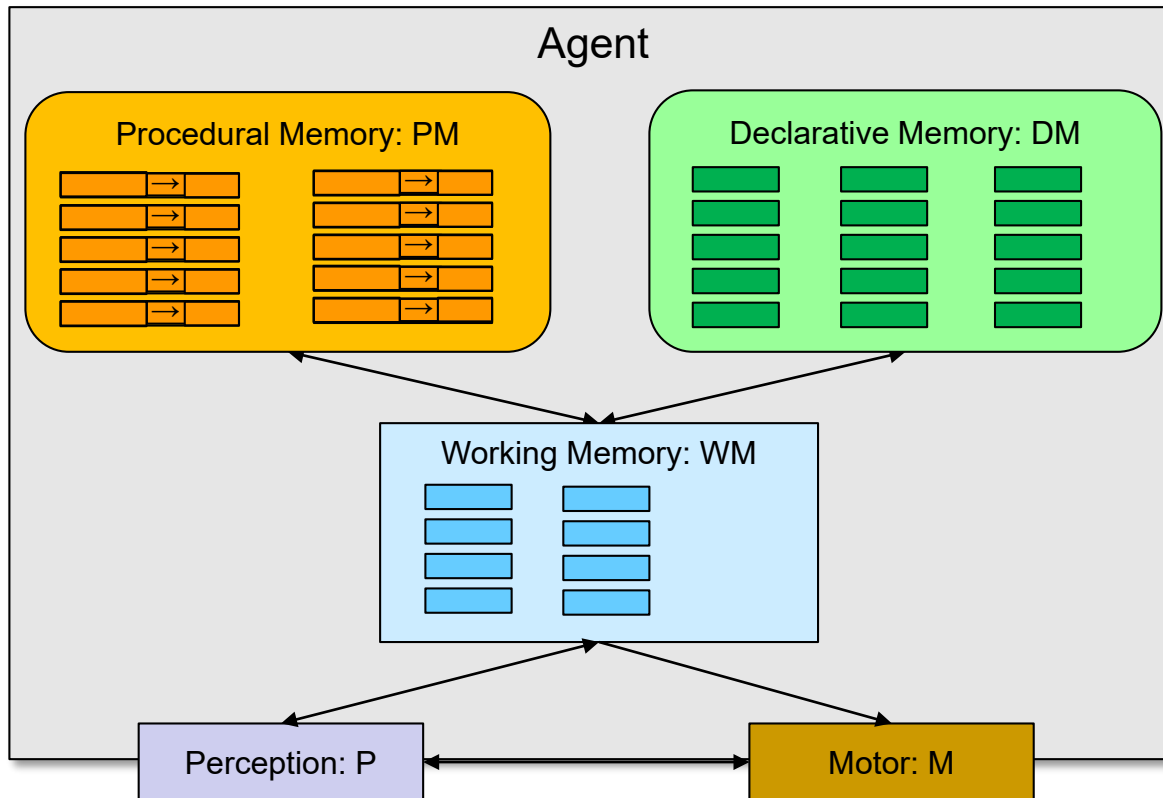 Agent
Procedural Memory: PM
Declarative Memory: DM
→ →
→ →
→ →
→ →
→ →
Working Memory: WM
Perception: P
Motor: M